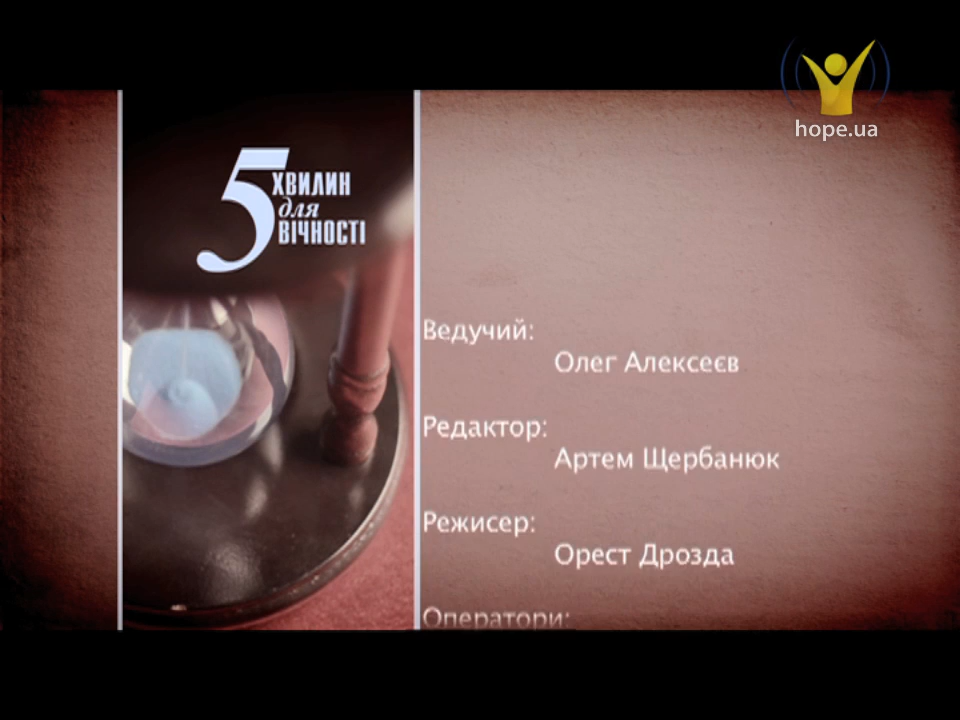 hope.ua
5 ХВИЛИН
для
ВІЧНОСТІ
Ведучий:
Олег Алексеєв
Редактор:
Артем Щербанюк
Режисер:
Орест Дрозда
Оператори: